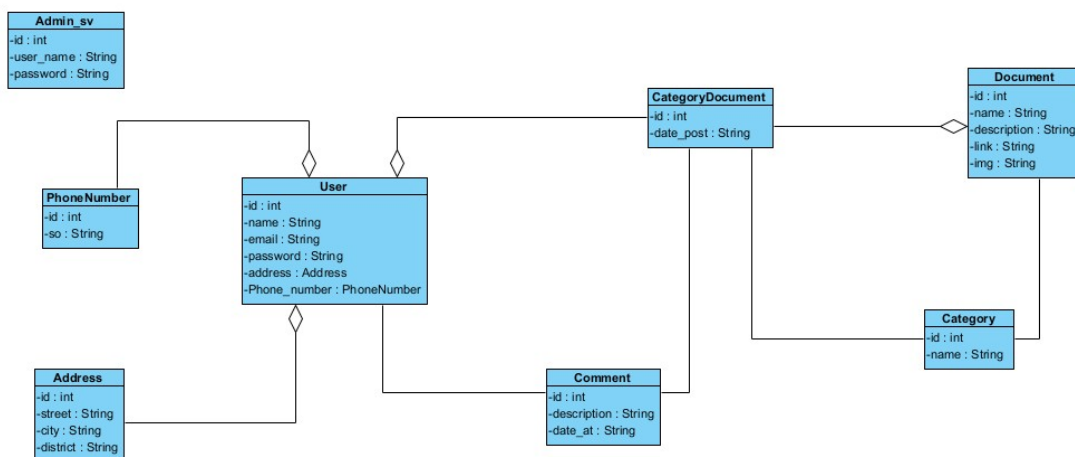 Admin_sv
-id : int
-user_name : String
-password : String
PhoneNumber
-id : int
-so : String
User
-id : int
-name : String
-email : String
-password : String
-address : Address
-Phone_number : PhoneNumber
Address
-id : int
-street : String
-city : String
-district : String
CategoryDocument
-id : int
-date_post : String
Comment
-id : int
-description : String
-date_at : String
Document
-id : int
-name : String
-description : String
-link : String
-img : String
Category
-id : int
-name : String